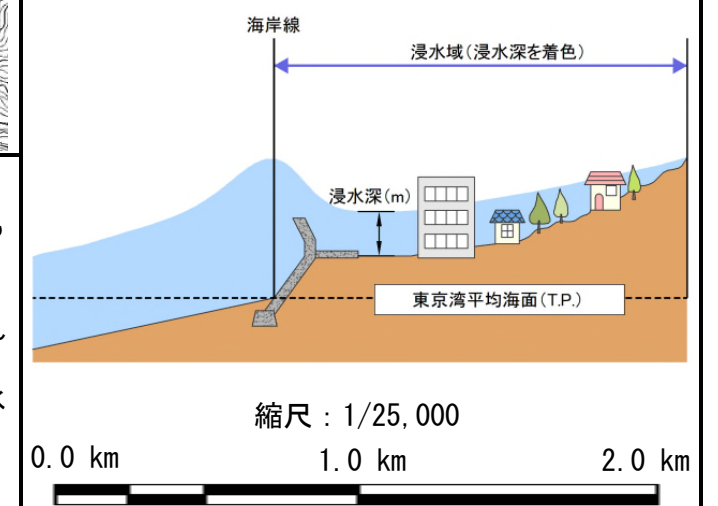 海岸線
浸水域(浸水深を着色)
浸水深(m)
東京湾平均海面(T.P.)
縮尺:1/25,000
0.0 km 1.0 km 2.0 km